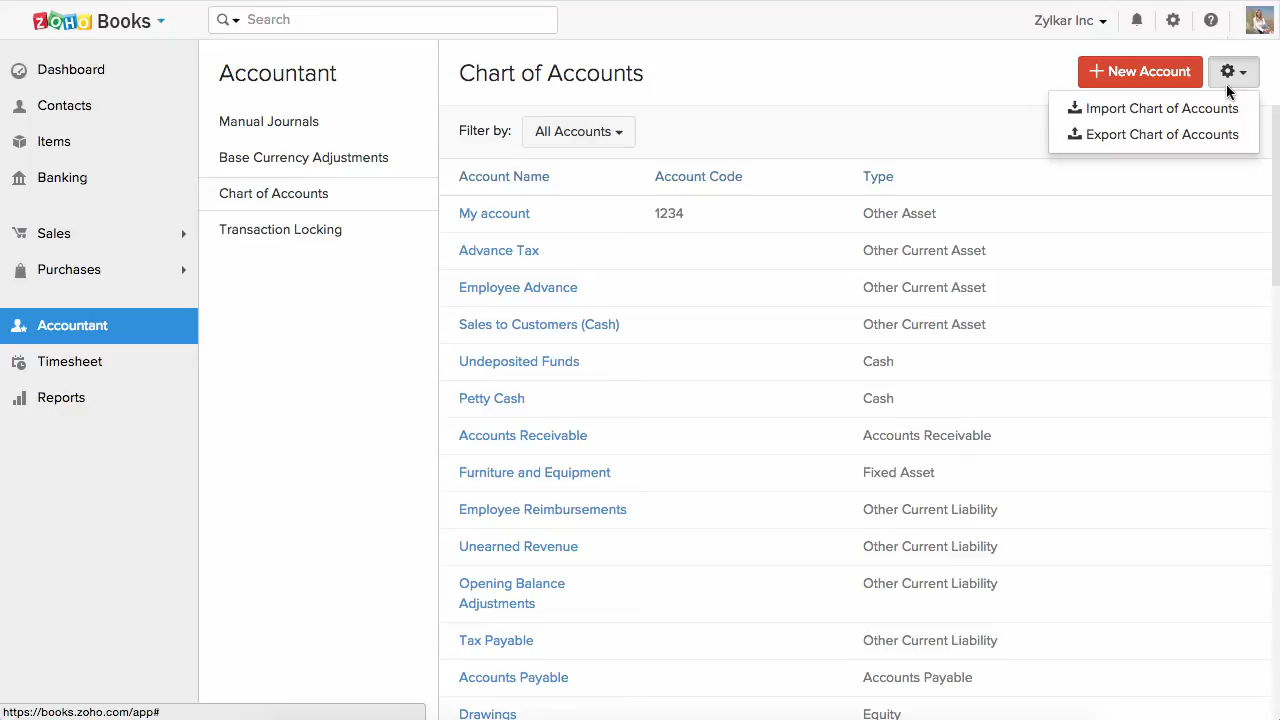 ZOHO Books
Search
Zylkar Inc
Dashboard
Contacts
Items
Banking
Sales
Purchases
Accountant
Timesheet
Reports
Accountant
Manual Journals
Base Currency Adjustments
Chart of Accounts
Transaction Locking
Chart of Accounts
+ New Account
Import Chart of Accounts
Export Chart of Accounts
Filter by: All Accounts
Account Name Account Code Type
My account 1234 Other Asset
Advance Tax Other Current Asset
Employee Advance Other Current Asset
Sales to Customers (Cash) Other Current Asset
Undeposited Funds Cash
Petty Cash Cash
Accounts Receivable Accounts Receivable
Furniture and Equipment Fixed Asset
Employee Reimbursements Other Current Liability
Unearned Revenue Other Current Liability
Opening Balance Other Current Liability
Adjustments
Tax Payable Other Current Liability
Accounts Payable Accounts Payable
Drawings Equity
https://books.zoho.com/app#